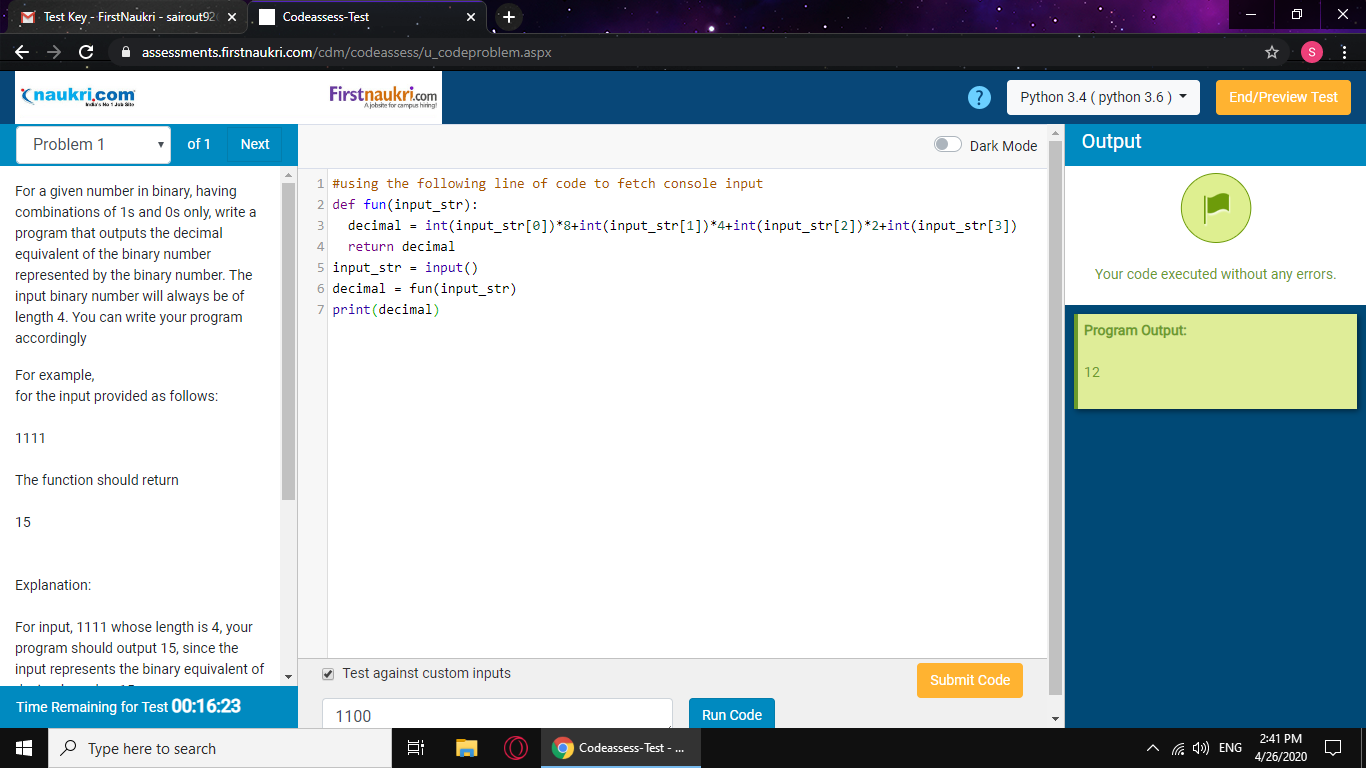 Test Key - FirstNaukri - sairout92
Codeassess-Test
assessments.firstnaukri.com/cdm/codeassess/u_codeproblem.aspx
S
naukri.com
India's No 1 Job Site
Firstnaukri.com
A jobsite for campus hiring!
?
Python 3.4 ( python 3.6 )
End/Preview Test
Problem 1
of 1
Next
Dark Mode
Output
For a given number in binary, having
combinations of 1s and 0s only, write a
program that outputs the decimal
equivalent of the binary number
represented by the binary number. The
input binary number will always be of
length 4. You can write your program
accordingly
For example,
for the input provided as follows:
1111
The function should return
15
Explanation:
For input, 1111 whose length is 4, your
program should output 15, since the
input represents the binary equivalent of
Time Remaining for Test 00:16:23
1 #using the following line of code to fetch console input
2 def fun(input_str):
3   decimal = int(input_str[0])*8+int(input_str[1])*4+int(input_str[2])*2+int(input_str[3])
4   return decimal
5 input_str = input()
6 decimal = fun(input_str)
7 print(decimal)
Test against custom inputs
Submit Code
1100
Run Code
Your code executed without any errors.
Program Output:
12
Type here to search
Codeassess-Test - ...
ENG
2:41 PM
4/26/2020